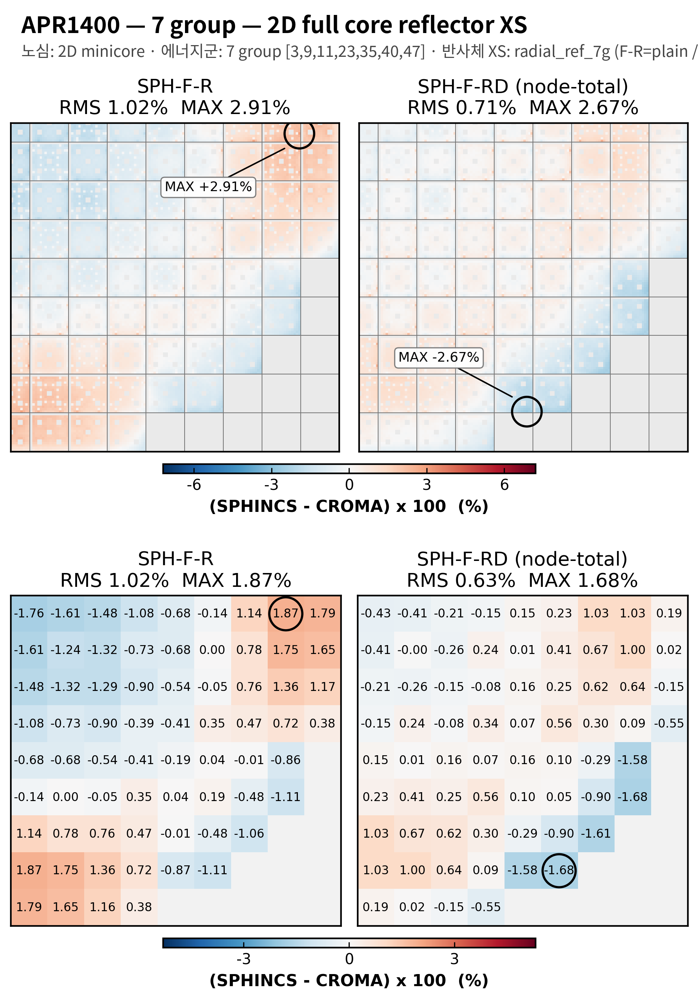 APR1400 — 7 group — 2D full core reflector XS
노심: 2D minicore · 에너지군: 7 group [3,9,11,23,35,40,47] · 반사체 XS: radial_ref_7g (F-R=plain /
SPH-F-R
RMS 1.02% MAX 2.91%
SPH-F-RD (node-total)
RMS 0.71% MAX 2.67%
MAX +2.91%
MAX -2.67%
-6 -3 0 3 6
(SPHINCS - CROMA) x 100 (%)
SPH-F-R
RMS 1.02% MAX 1.87%
SPH-F-RD (node-total)
RMS 0.63% MAX 1.68%
-1.76 -1.61 -1.48 -1.08 -0.68 -0.14 1.14 1.87 1.79
-1.61 -1.24 -1.32 -0.73 -0.68 0.00 0.78 1.75 1.65
-1.48 -1.32 -1.29 -0.90 -0.54 -0.05 0.76 1.36 1.17
-1.08 -0.73 -0.90 -0.39 -0.41 0.35 0.47 0.72 0.38
-0.68 -0.68 -0.54 -0.41 -0.19 0.04 -0.01 -0.86
-0.14 0.00 -0.05 0.35 0.04 0.19 -0.48 -1.11
1.14 0.78 0.76 0.47 -0.01 -0.48 -1.06
1.87 1.75 1.36 0.72 -0.87 -1.11
1.79 1.65 1.16 0.38
-0.43 -0.41 -0.21 -0.15 0.15 0.23 1.03 1.03 0.19
-0.41 -0.00 -0.26 0.24 0.01 0.41 0.67 1.00 0.02
-0.21 -0.26 -0.15 -0.08 0.16 0.25 0.62 0.64 -0.15
-0.15 0.24 -0.08 0.34 0.07 0.56 0.30 0.09 -0.55
0.15 0.01 0.16 0.07 0.16 0.10 -0.29 -1.58
0.23 0.41 0.25 0.56 0.10 0.05 -0.90 -1.68
1.03 0.67 0.62 0.30 -0.29 -0.90 -1.61
1.03 1.00 0.64 0.09 -1.58 -1.68
0.19 0.02 -0.15 -0.55
-3 0 3
(SPHINCS - CROMA) x 100 (%)